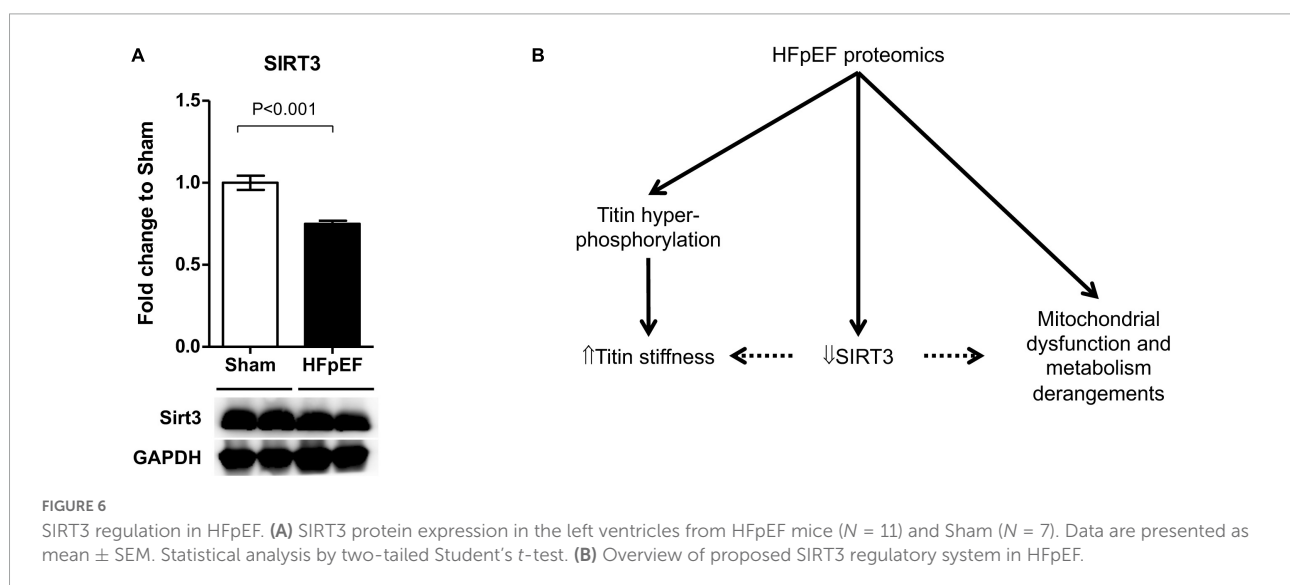 A
SIRT3
P<0.001
Fold change to Sham
1.5
1.0
0.5
0.0
Sham HFpEF
Sirt3
GAPDH
B
HFpEF proteomics
Titin hyper-
phosphorylation
⇑Titin stiffness
⇓SIRT3
Mitochondrial
dysfunction and
metabolism
derangements
FIGURE 6
SIRT3 regulation in HFpEF. (A) SIRT3 protein expression in the left ventricles from HFpEF mice (N = 11) and Sham (N = 7). Data are presented as
mean ± SEM. Statistical analysis by two-tailed Student's t-test. (B) Overview of proposed SIRT3 regulatory system in HFpEF.